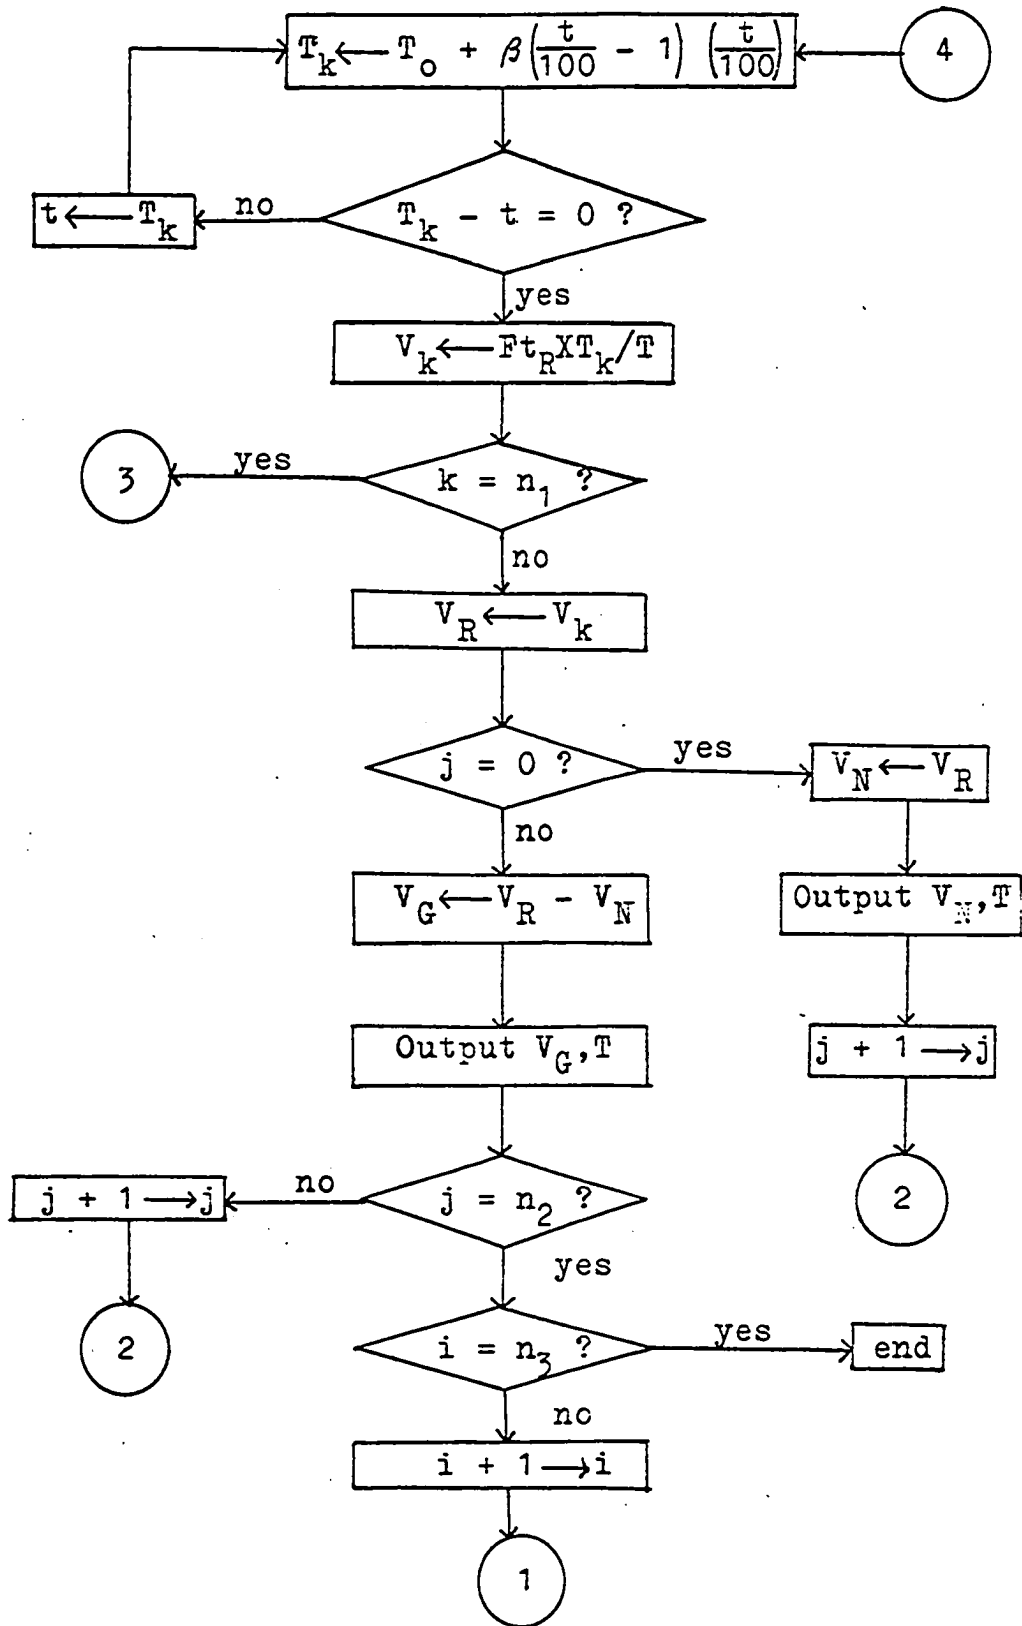 T_k ← T_o + β(t/100 - 1) (t/100)
4
t ← T_k
no
T_k - t = 0 ?
yes
V_k ← Ft_RXT_k/T
3
yes
k = n_1 ?
no
V_R ← V_k
j = 0 ?
yes
V_N ← V_R
no
V_G ← V_R - V_N
Output V_N,T
Output V_G,T
j + 1 → j
j + 1 → j
no
j = n_2 ?
2
yes
2
i = n_3 ?
yes
end
no
i + 1 → i
1